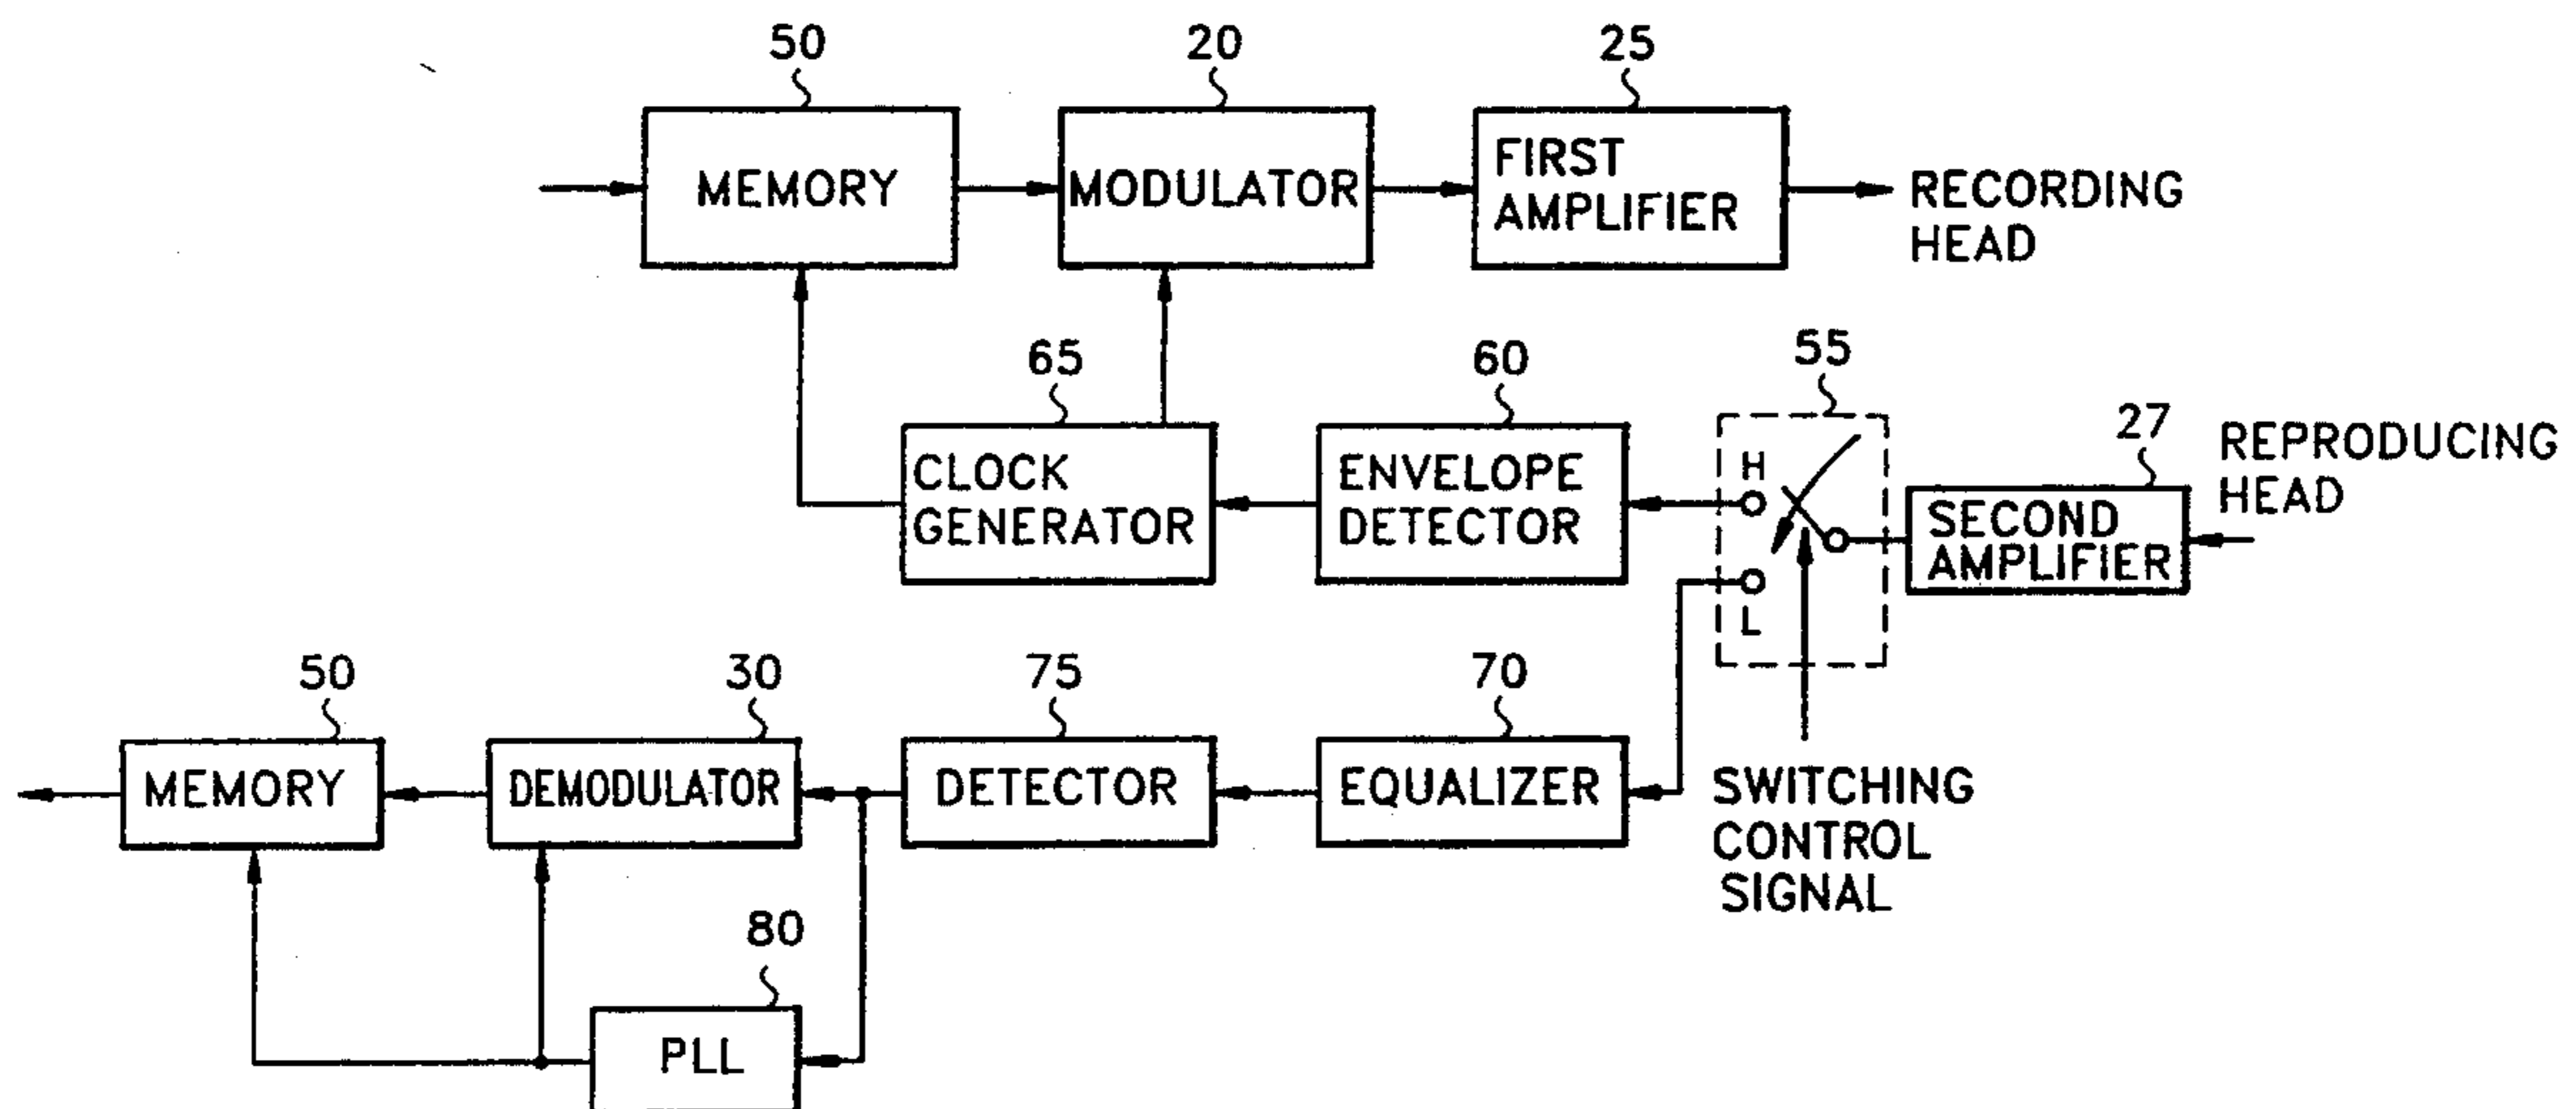 50
20
25
MEMORY
MODULATOR
FIRST
AMPLIFIER
RECORDING
HEAD
65
60
55
27
CLOCK
GENERATOR
ENVELOPE
DETECTOR
H
L
SECOND
AMPLIFIER
REPRODUCING
HEAD
50
30
75
70
MEMORY
DEMODULATOR
DETECTOR
EQUALIZER
SWITCHING
CONTROL
SIGNAL
80
PLL